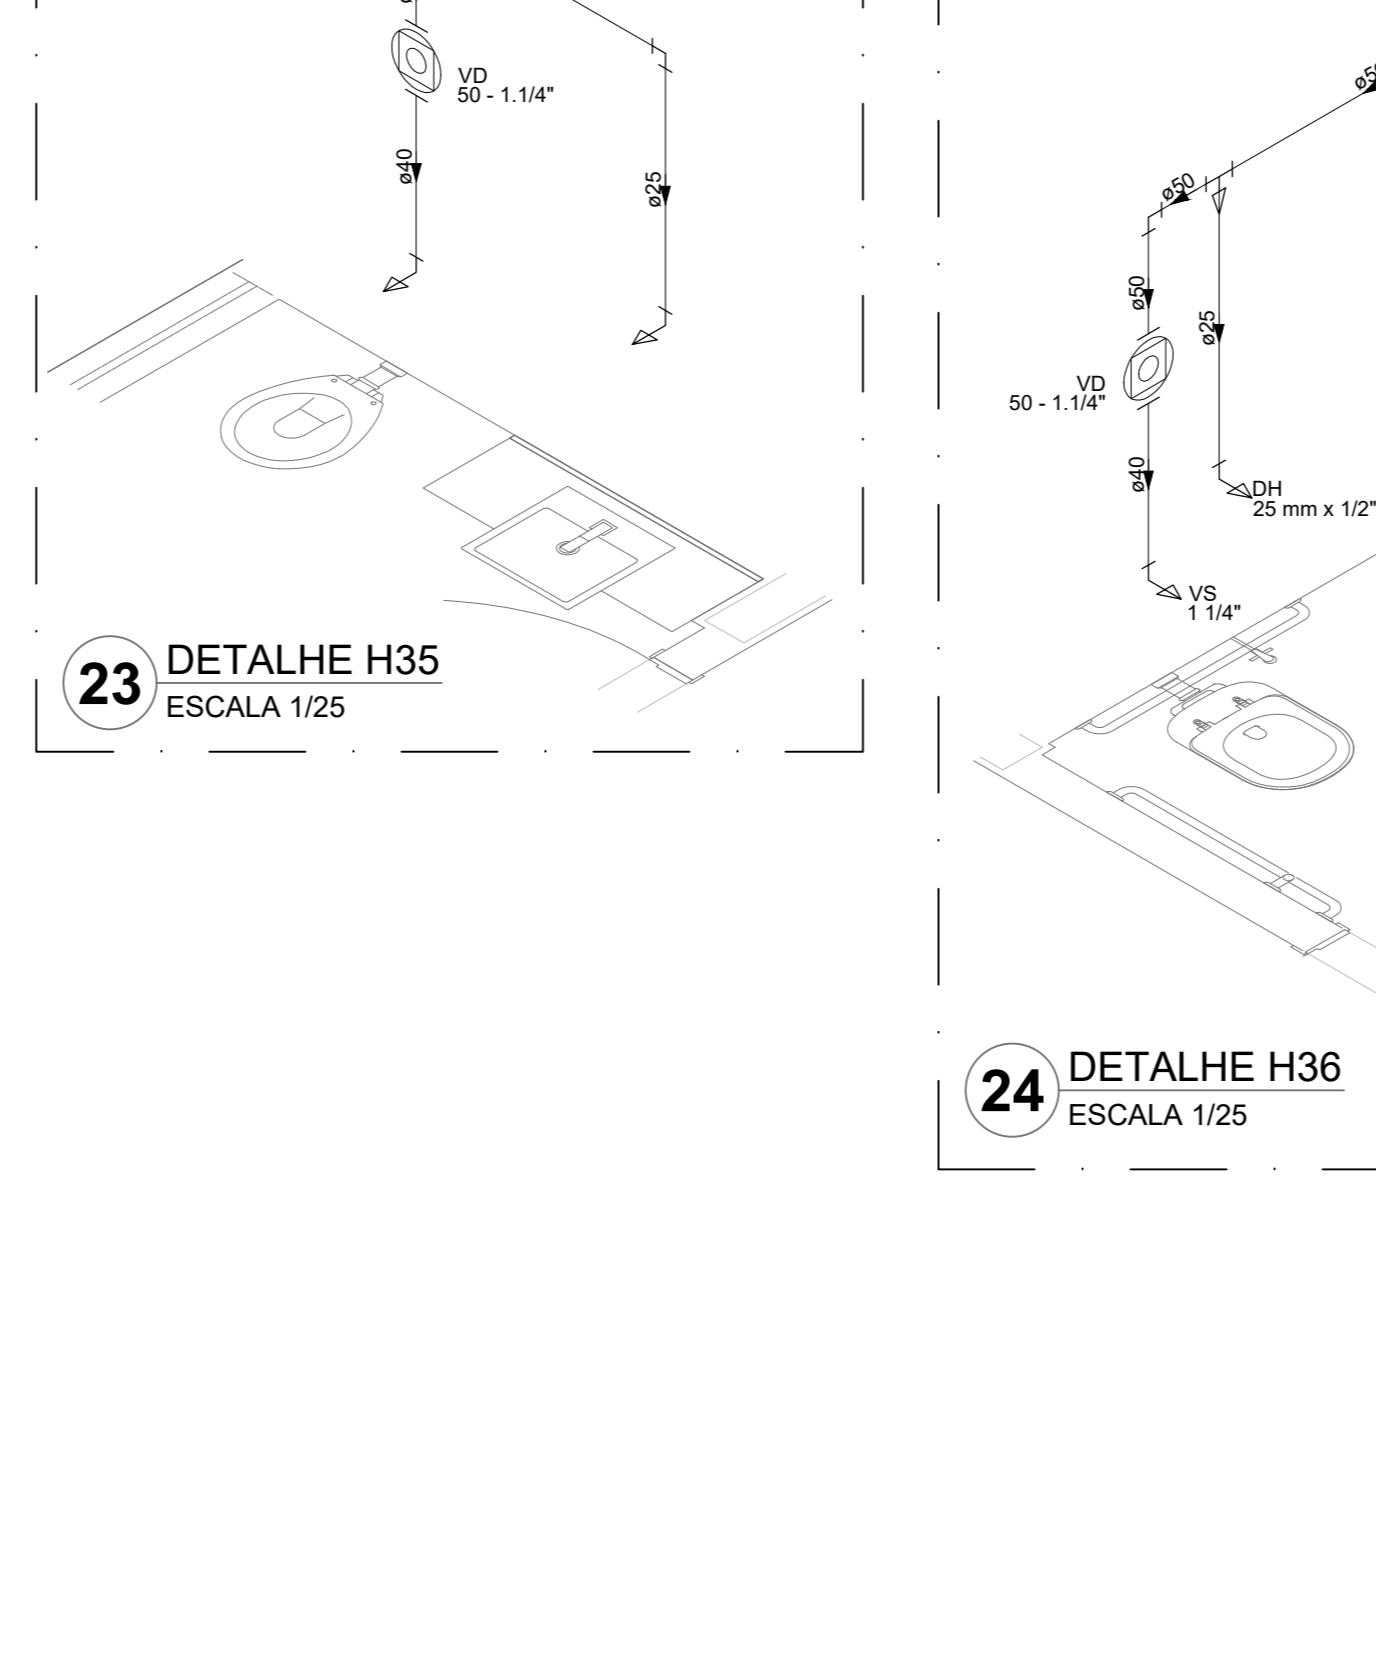 VD
50 - 1.1/4"
ø40
ø25
23
DETALHE H35
ESCALA 1/25
ø50
ø50
VD
50 - 1.1/4"
ø40
ø25
DH
25 mm x 1/2"
VS
1 1/4"
24
DETALHE H36
ESCALA 1/25